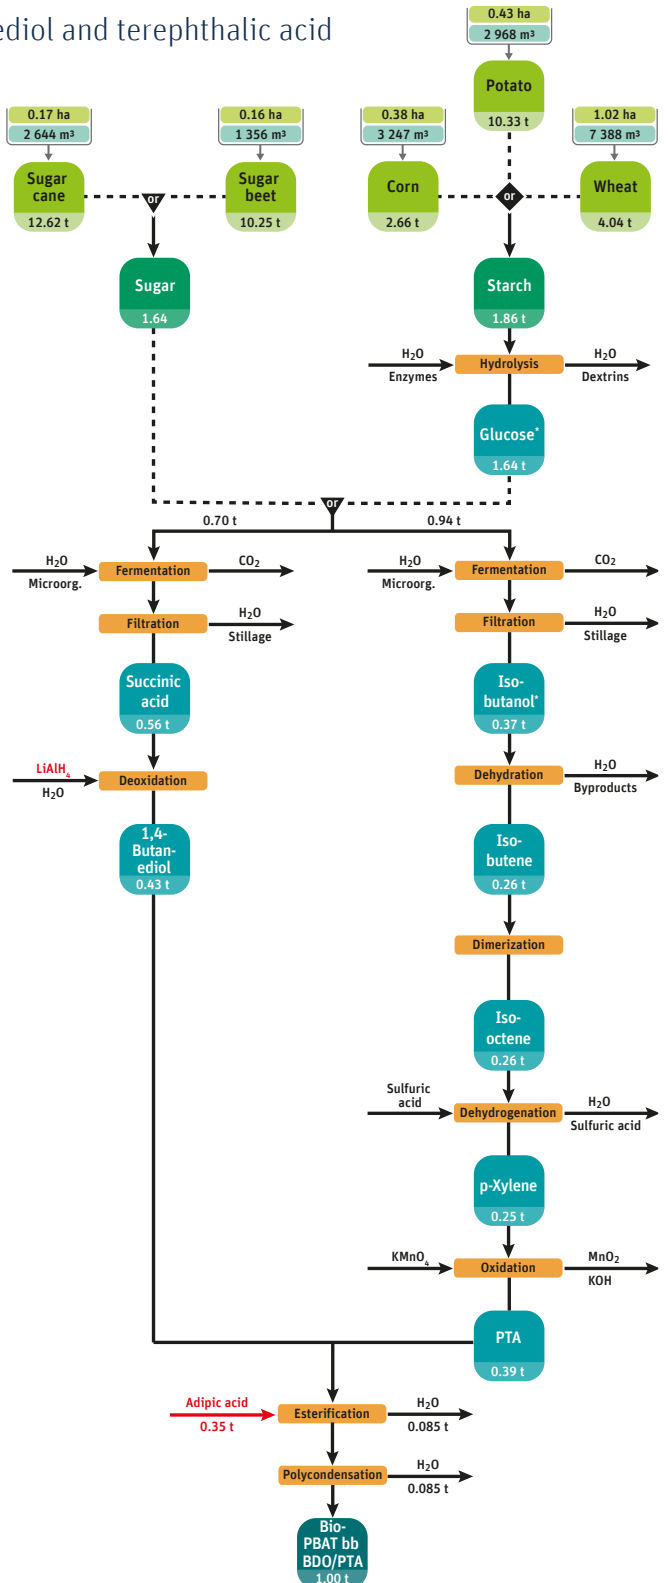 ediol and terephthalic acid
0.43 ha
2 968 m³
Potato
10.33 t
0.17 ha
2 644 m³
Sugar
cane
12.62 t
or
0.16 ha
1 356 m³
Sugar
beet
10.25 t
0.38 ha
3 247 m³
Corn
2.66 t
or
1.02 ha
7 388 m³
Wheat
4.04 t
Sugar
1.64
Starch
1.86 t
H₂O
Enzymes
Hydrolysis
H₂O
Dextrins
Glucose*
1.64 t
or
0.70 t
0.94 t
H₂O
Microorg.
Fermentation
CO₂
Filtration
H₂O
Stillage
Succinic
acid
0.56 t
LiAlH₄
H₂O
Deoxidation
1,4-
Butan-
ediol
0.43 t
H₂O
Microorg.
Fermentation
CO₂
Filtration
H₂O
Stillage
Iso-
butanol*
0.37 t
Dehydration
H₂O
Byproducts
Iso-
butene
0.26 t
Dimerization
Iso-
octene
0.26 t
Sulfuric
acid
Dehydrogenation
H₂O
Sulfuric acid
p-Xylene
0.25 t
KMnO₄
Oxidation
MnO₂
KOH
PTA
0.39 t
Adipic acid
0.35 t
Esterification
H₂O
0.085 t
Polycondensation
H₂O
0.085 t
Bio-
PBAT bb
BDO/PTA
1.00 t